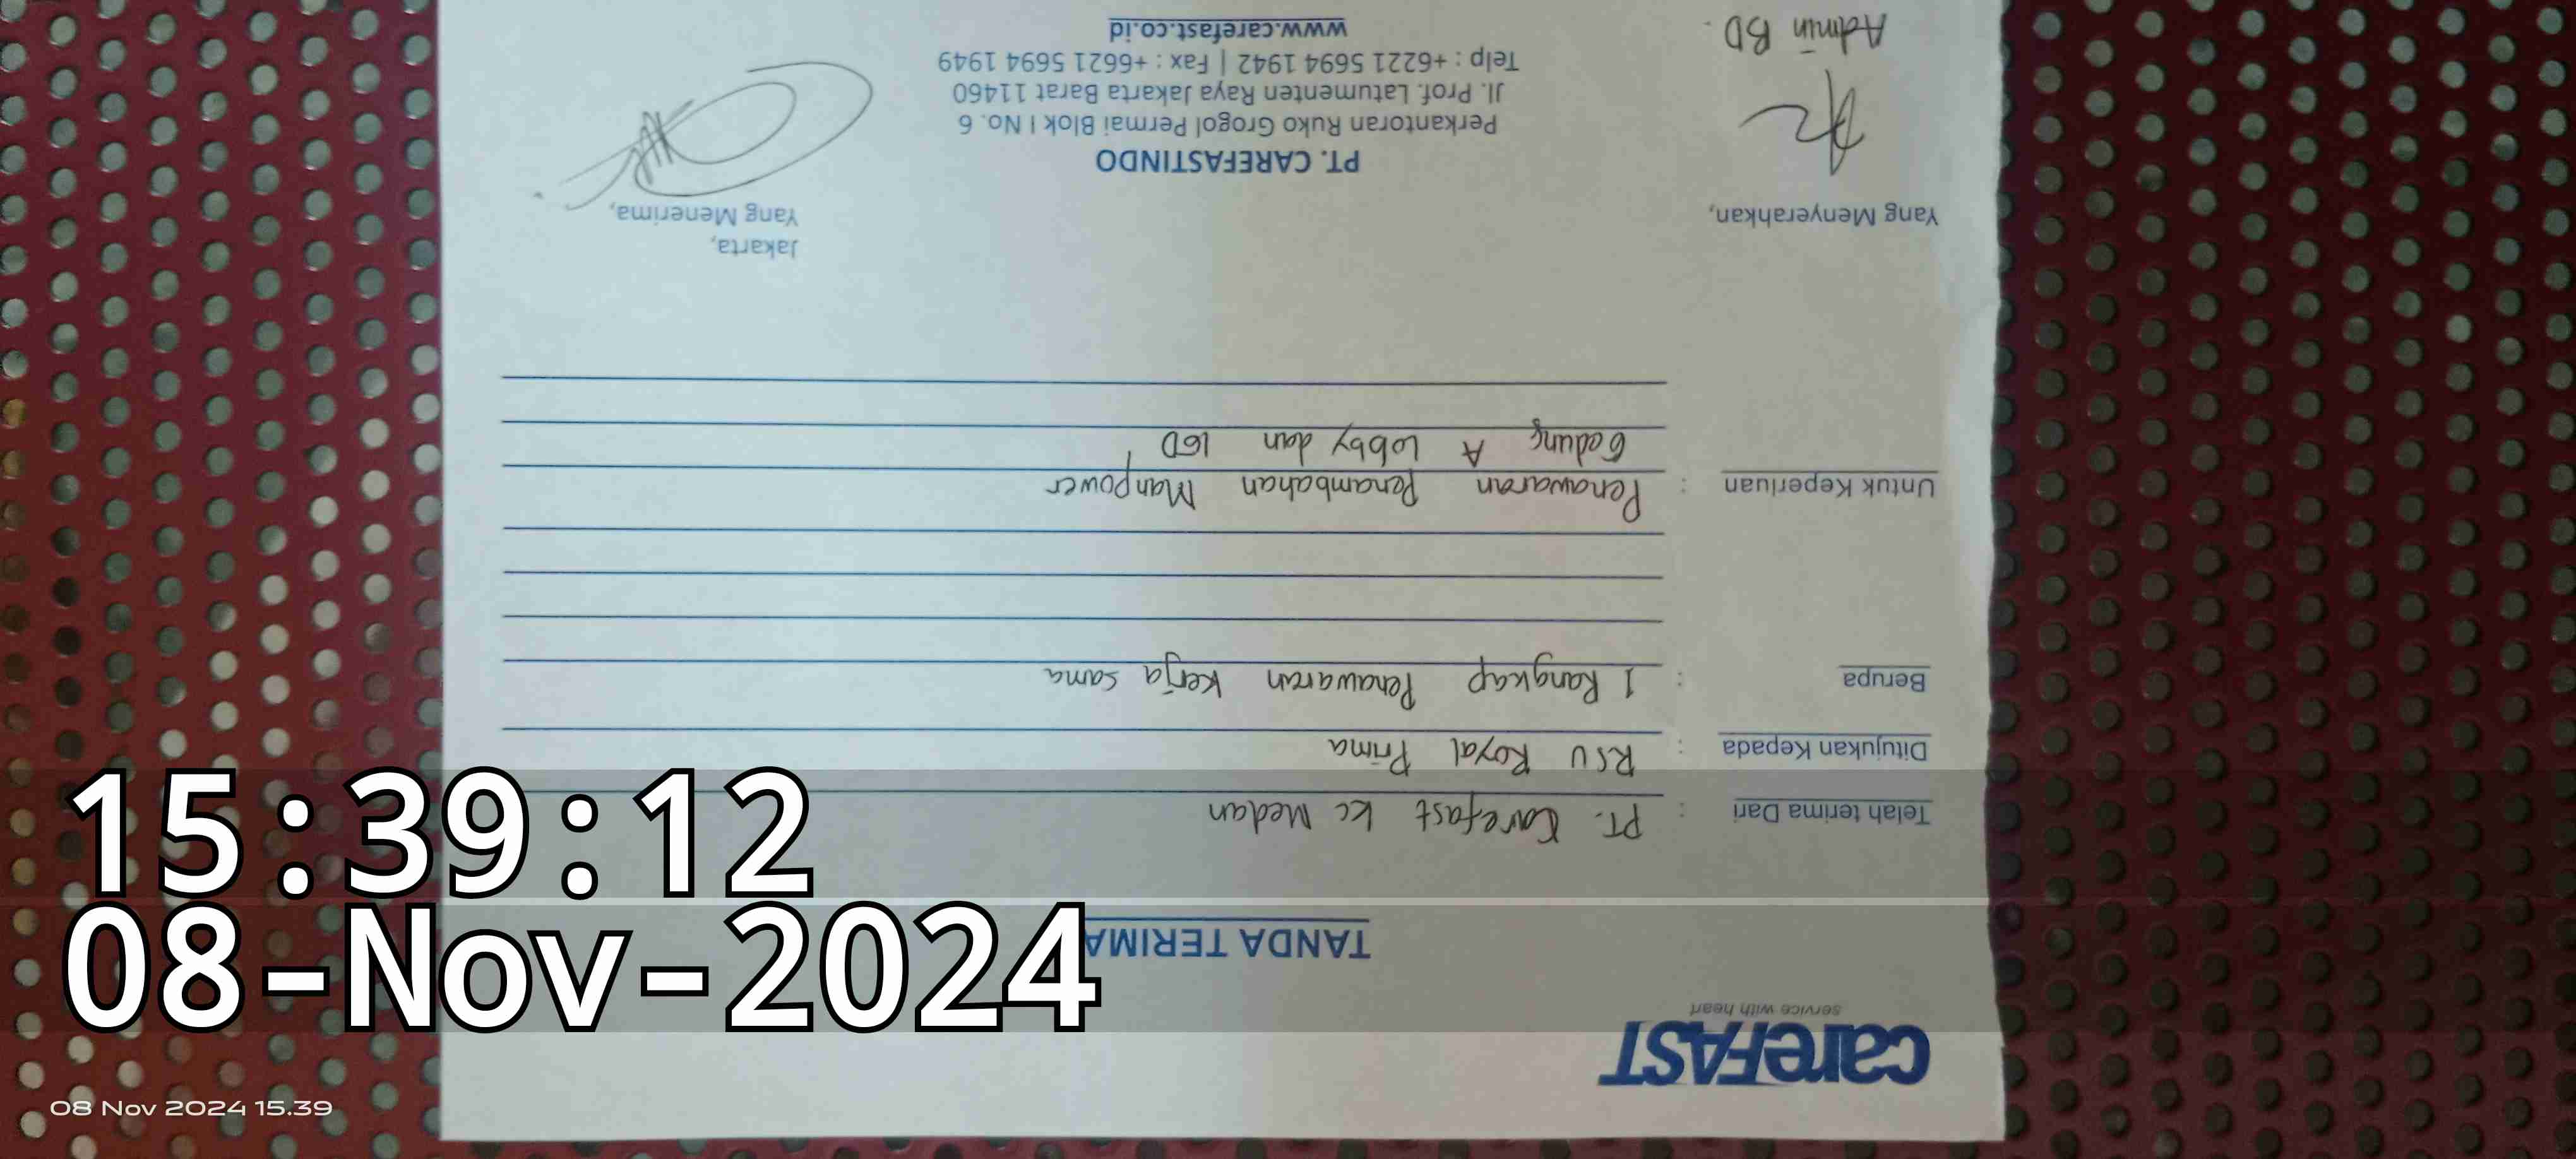 careFAST
service with heart
TANDA TERIMA
Telah terima Dari : PT. Carefast kc Medan
Ditujukan Kepada : RSU Royal Prima
Berupa : 1 Rangkap Penawaran kerja sama
Untuk Keperluan : Penawaran Penambahan Manpower
Gedung A Lobby dan IGD
Jakarta,
Yang Menyerahkan, Yang Menerima,
PT. CAREFASTINDO
Perkantoran Ruko Grogol Permai Blok I No. 6
Jl. Prof. Latumenten Raya Jakarta Barat 11460
Telp : +6221 5694 1942 | Fax : +6621 5694 1949
www.carefast.co.id
Admin BD.
15:39:12
08-Nov-2024
08 Nov 2024 15.39